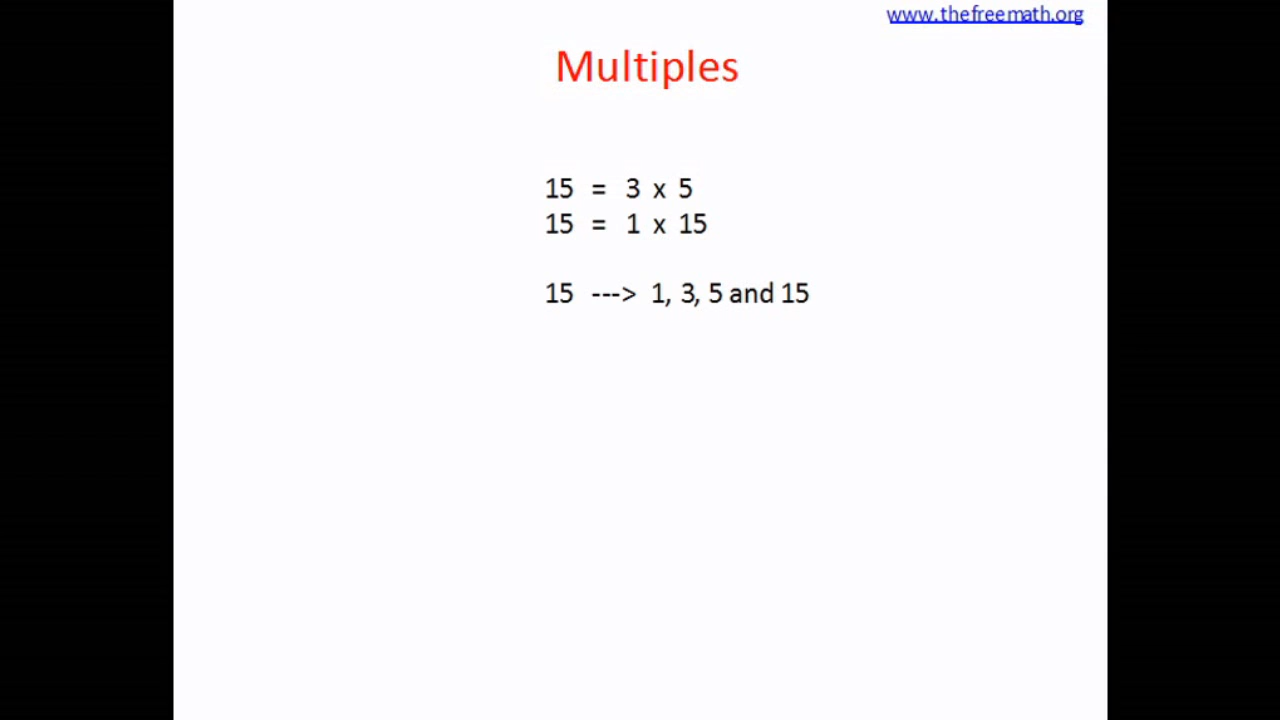 www.thefreemath.org
Multiples
15 = 3 x 5
15 = 1 x 15
15 ---> 1, 3, 5 and 15